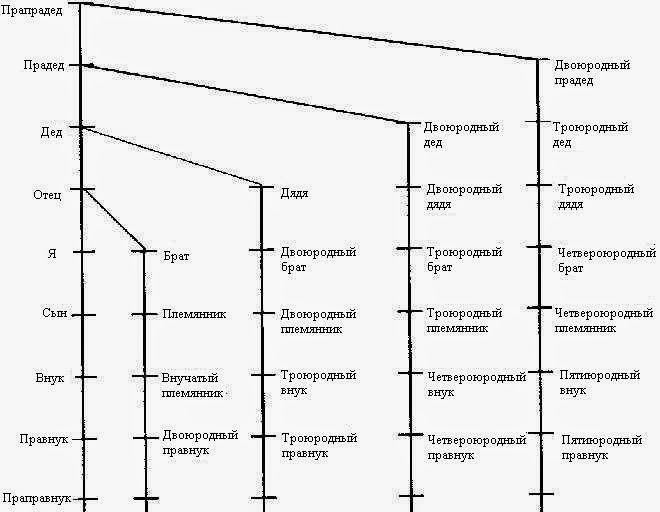 Прапрадед
Двоюродный
прадед
Прадед
Двоюродный
дед
Троюродный
дед
Дед
Дядя
Двоюродный
дядя
Троюродный
дядя
Отец
Я
Брат
Двоюродный
брат
Троюродный
брат
Четвероюродный
брат
Сын
Племянник
Двоюродный
племянник
Троюродный
племянник
Четвероюродный
племянник
Внук
Внучатый
племянник
Троюродный
внук
Четвероюродный
внук
Пятиюродный
внук
Правнук
Двоюродный
правнук
Троюродный
правнук
Четвероюродный
правнук
Пятиюродный
правнук
Праправнук